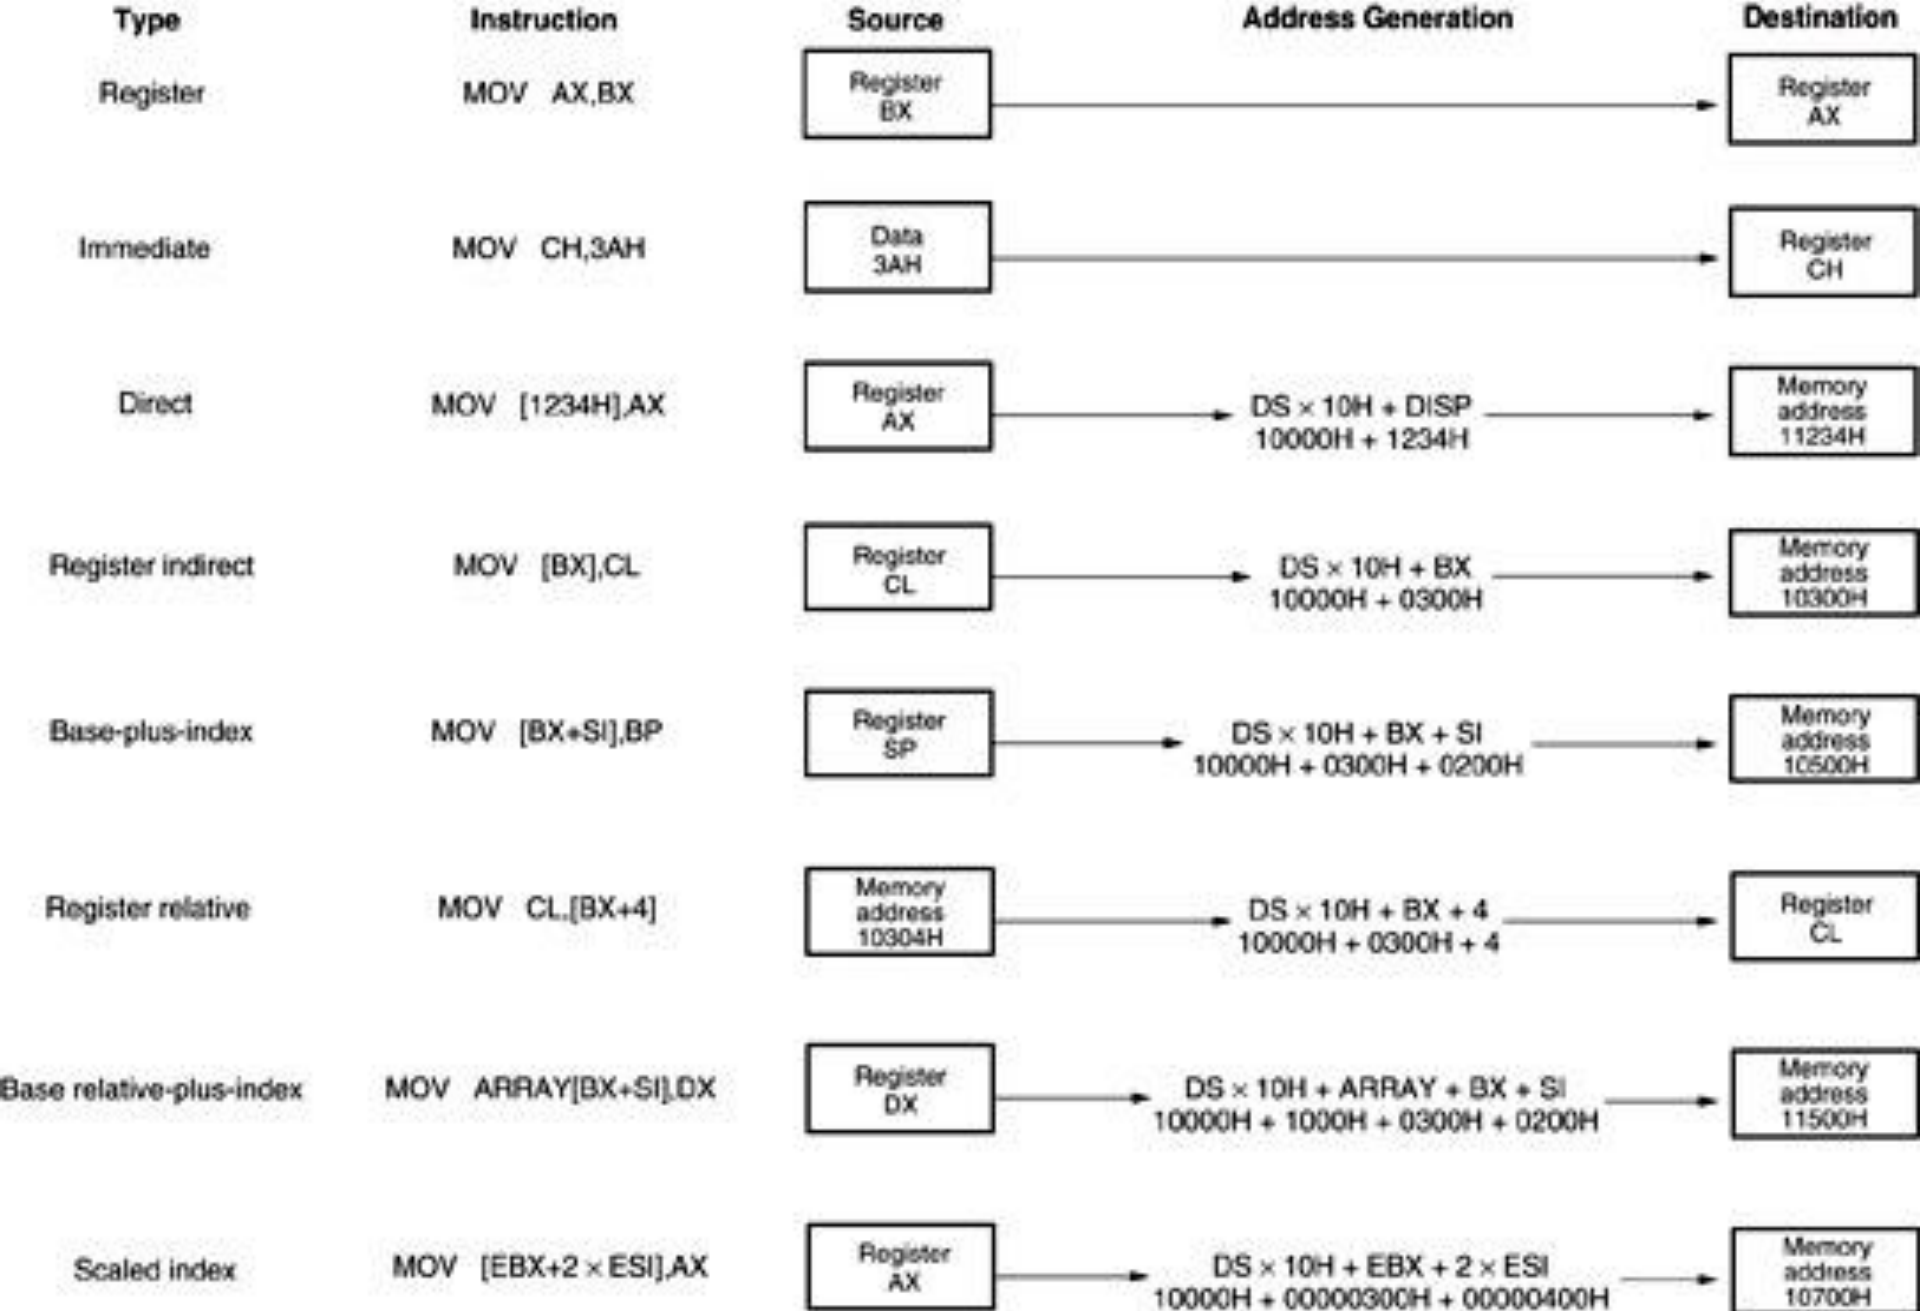 Type Instruction Source Address Generation Destination
Register MOV AX,BX Register BX Register AX
Immediate MOV CH,3AH Data 3AH Register CH
Direct MOV [1234H],AX Register AX DS × 10H + DISP 10000H + 1234H Memory address 11234H
Register indirect MOV [BX],CL Register CL DS × 10H + BX 10000H + 0300H Memory address 10300H
Base-plus-index MOV [BX+SI],BP Register SP DS × 10H + BX + SI 10000H + 0300H + 0200H Memory address 10500H
Register relative MOV CL,[BX+4] Memory address 10304H DS × 10H + BX + 4 10000H + 0300H + 4 Register CL
Base relative-plus-index MOV ARRAY[BX+SI],DX Register DX DS × 10H + ARRAY + BX + SI 10000H + 1000H + 0300H + 0200H Memory address 11500H
Scaled index MOV [EBX+2 × ESI],AX Register AX DS × 10H + EBX + 2 × ESI 10000H + 00000300H + 00000400H Memory address 10700H